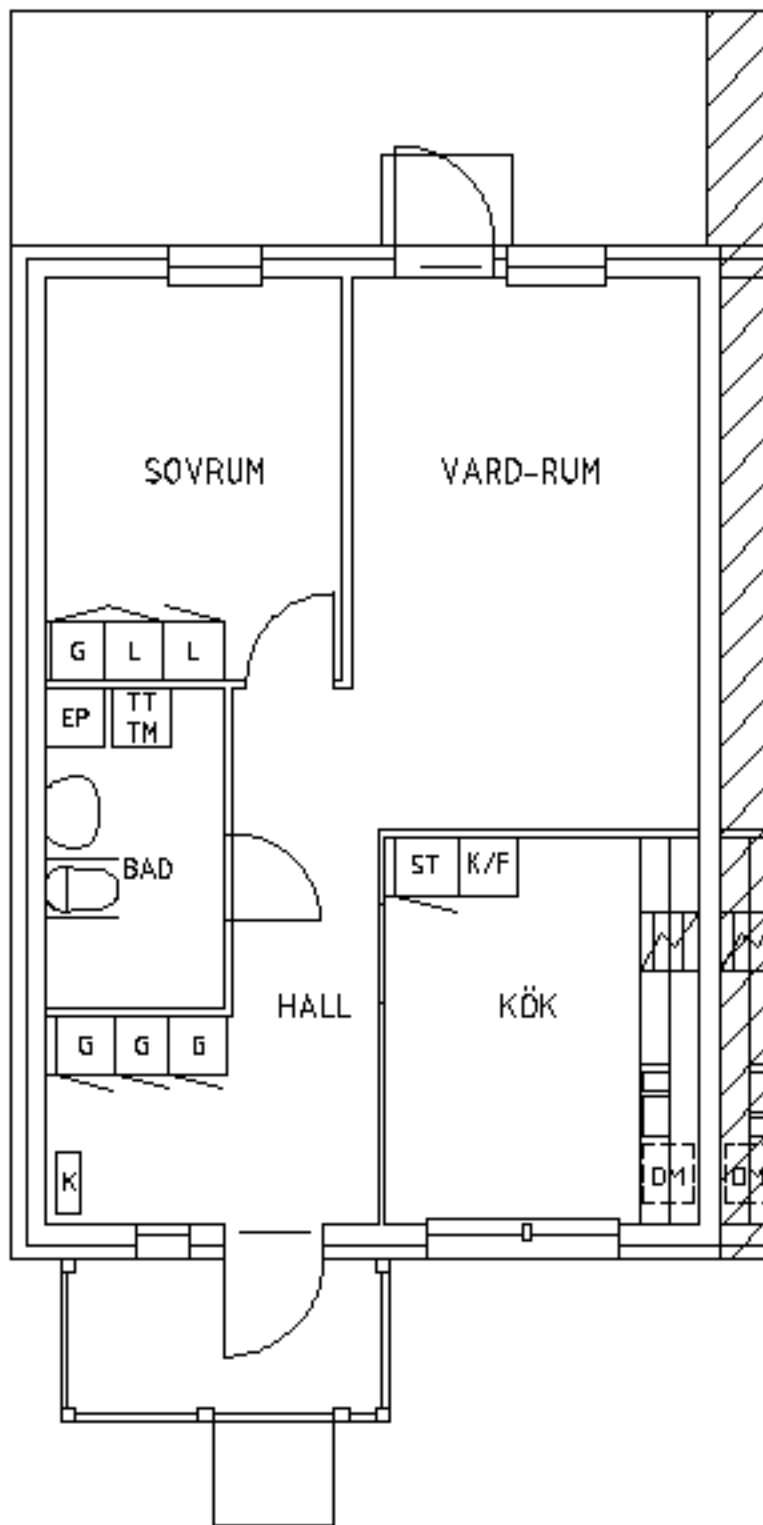 SOVRUM
VARD-RUM
G L L
EP
TT
TM
BAD
ST K/F
HALL
KÖK
G G G
K
DM
DM